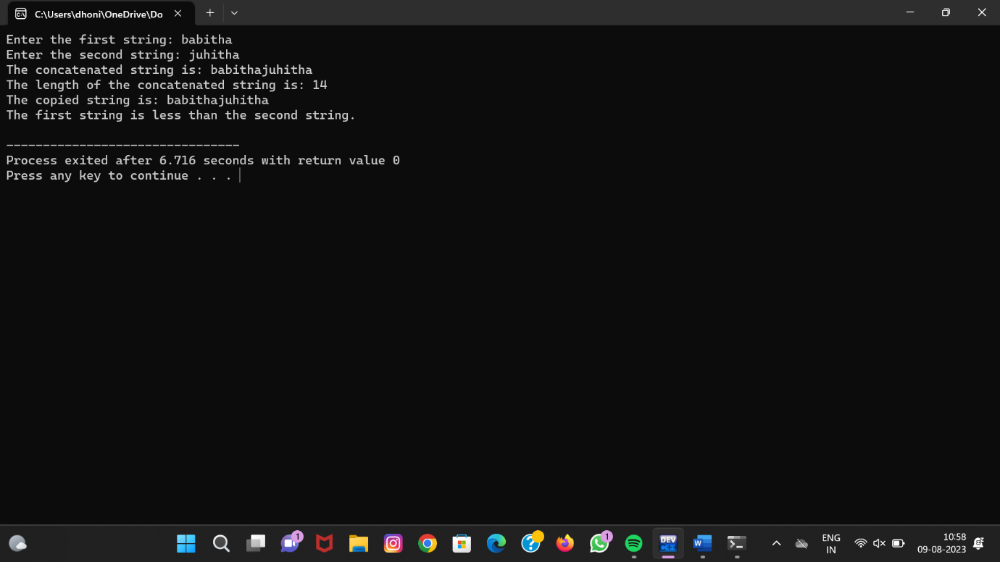 C:\Users\dhoni\OneDrive\Do
Enter the first string: babitha
Enter the second string: juhitha
The concatenated string is: babithajuhitha
The length of the concatenated string is: 14
The copied string is: babithajuhitha
The first string is less than the second string.
--------------------------------
Process exited after 6.716 seconds with return value 0
Press any key to continue . . .
1
W
1
DEV
C++
ENG
IN
10:58
09-08-2023